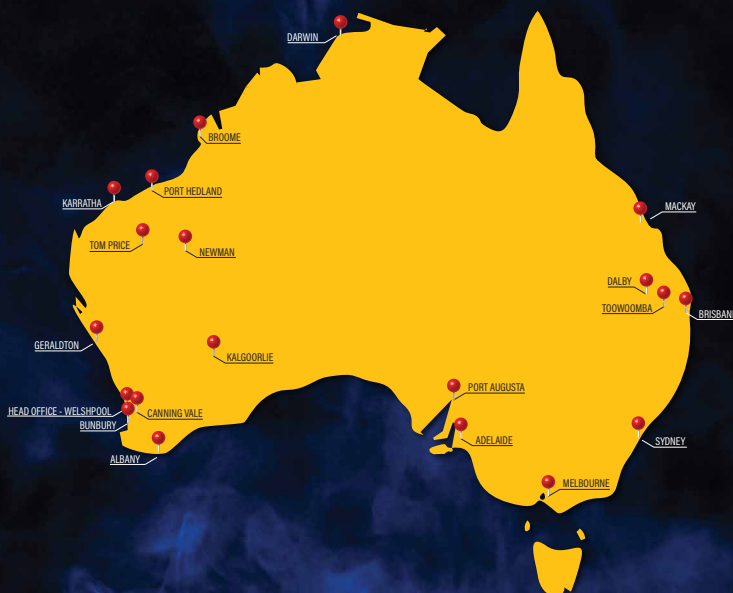 DARWIN
BROOME
PORT HEDLAND
KARRATHA
MACKAY
TOM PRICE
NEWMAN
DALBY
TOOWOOMBA
BRISBAN
GERALDTON
KALGOORLIE
PORT AUGUSTA
HEAD OFFICE - WELSHPOOL
CANNING VALE
BUNBURY
ADELAIDE
SYDNEY
ALBANY
MELBOURNE